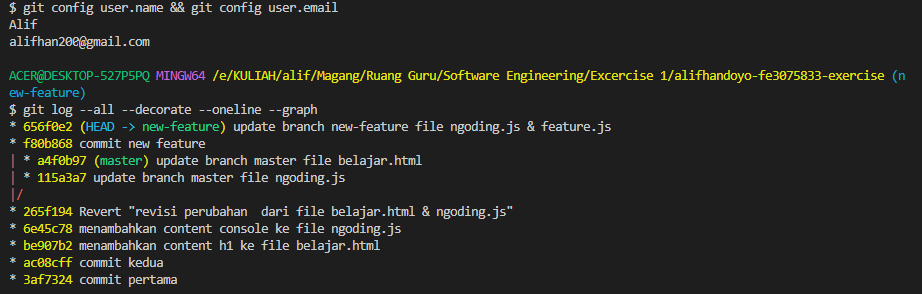 $ git config user.name && git config user.email
Alif
alifhan200@gmail.com
ACER@DESKTOP-527P5PQ MINGW64 /e/KULIAH/alif/Magang/Ruang Guru/Software Engineering/Excercise 1/alifhandoyo-fe3075833-exercise (n
ew-feature)
$ git log --all --decorate --oneline --graph
* 656f0e2 (HEAD -> new-feature) update branch new-feature file ngoding.js & feature.js
* f80b868 commit new feature
| * a4f0b97 (master) update branch master file belajar.html
| * 115a3a7 update branch master file ngoding.js
|/
* 265f194 Revert "revisi perubahan  dari file belajar.html & ngoding.js"
* 6e45c78 menambahkan content console ke file ngoding.js
* be907b2 menambahkan content h1 ke file belajar.html
* ac08cff commit kedua
* 3af7324 commit pertama